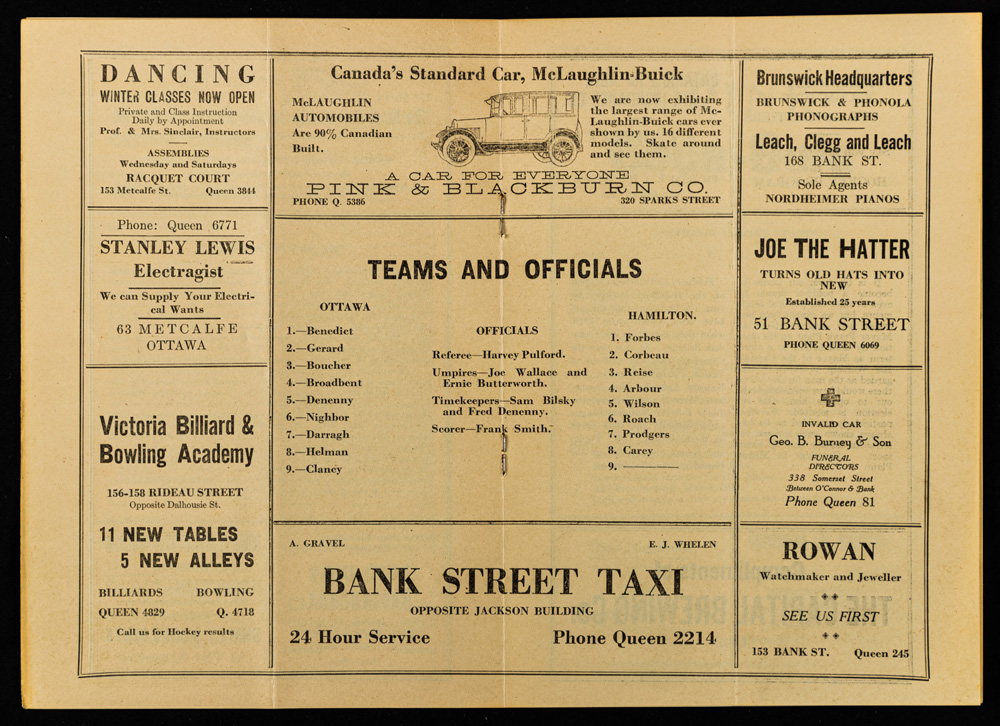 DANCING
WINTER CLASSES NOW OPEN
Private and Class Instruction
Daily by Appointment
Prof. & Mrs. Sinclair, Instructors
ASSEMBLIES
Wednesday and Saturdays
RACQUET COURT
153 Metcalfe St. Queen 3844
Phone: Queen 6771
STANLEY LEWIS
Electragist
We can Supply Your Electri-
cal Wants
63 METCALFE
OTTAWA
Victoria Billiard &
Bowling Academy
156-158 RIDEAU STREET
Opposite Dalhousie St.
11 NEW TABLES
5 NEW ALLEYS
BILLIARDS BOWLING
QUEEN 4829 Q. 4718
Call us for Hockey results
Canada's Standard Car, McLaughlin-Buick
McLAUGHLIN
AUTOMOBILES
Are 90% Canadian
Built.
We are now exhibiting
the largest range of Mc-
Laughlin-Buick cars ever
shown by us. 16 different
models. Skate around
and see them.
A CAR FOR EVERYONE
PINK & BLACKBURN CO.
PHONE Q. 5386 320 SPARKS STREET
TEAMS AND OFFICIALS
OTTAWA
1.—Benedict
2.—Gerard
3.—Boucher
4.—Broadbent
5.—Denenny
6.—Nighbor
7.—Darragh
8.—Helman
9.—Clancy
OFFICIALS
Referee—Harvey Pulford.
Umpires—Joe Wallace and
Ernie Butterworth.
Timekeepers—Sam Bilsky
and Fred Denenny.
Scorer—Frank Smith.
HAMILTON.
1. Forbes
2. Corbeau
3. Reise
4. Arbour
5. Wilson
6. Roach
7. Prodgers
8. Carey
9. ————
A. GRAVEL E. J. WHELEN
BANK STREET TAXI
OPPOSITE JACKSON BUILDING
24 Hour Service Phone Queen 2214
Brunswick Headquarters
BRUNSWICK & PHONOLA
PHONOGRAPHS
Leach, Clegg and Leach
168 BANK ST.
Sole Agents
NORDHEIMER PIANOS
JOE THE HATTER
TURNS OLD HATS INTO
NEW
Established 25 years
51 BANK STREET
PHONE QUEEN 6069
INVALID CAR
Geo. B. Burney & Son
FUNERAL
DIRECTORS
338 Somerset Street
Between O'Connor & Bank
Phone Queen 81
ROWAN
Watchmaker and Jeweller
SEE US FIRST
153 BANK ST. Queen 245